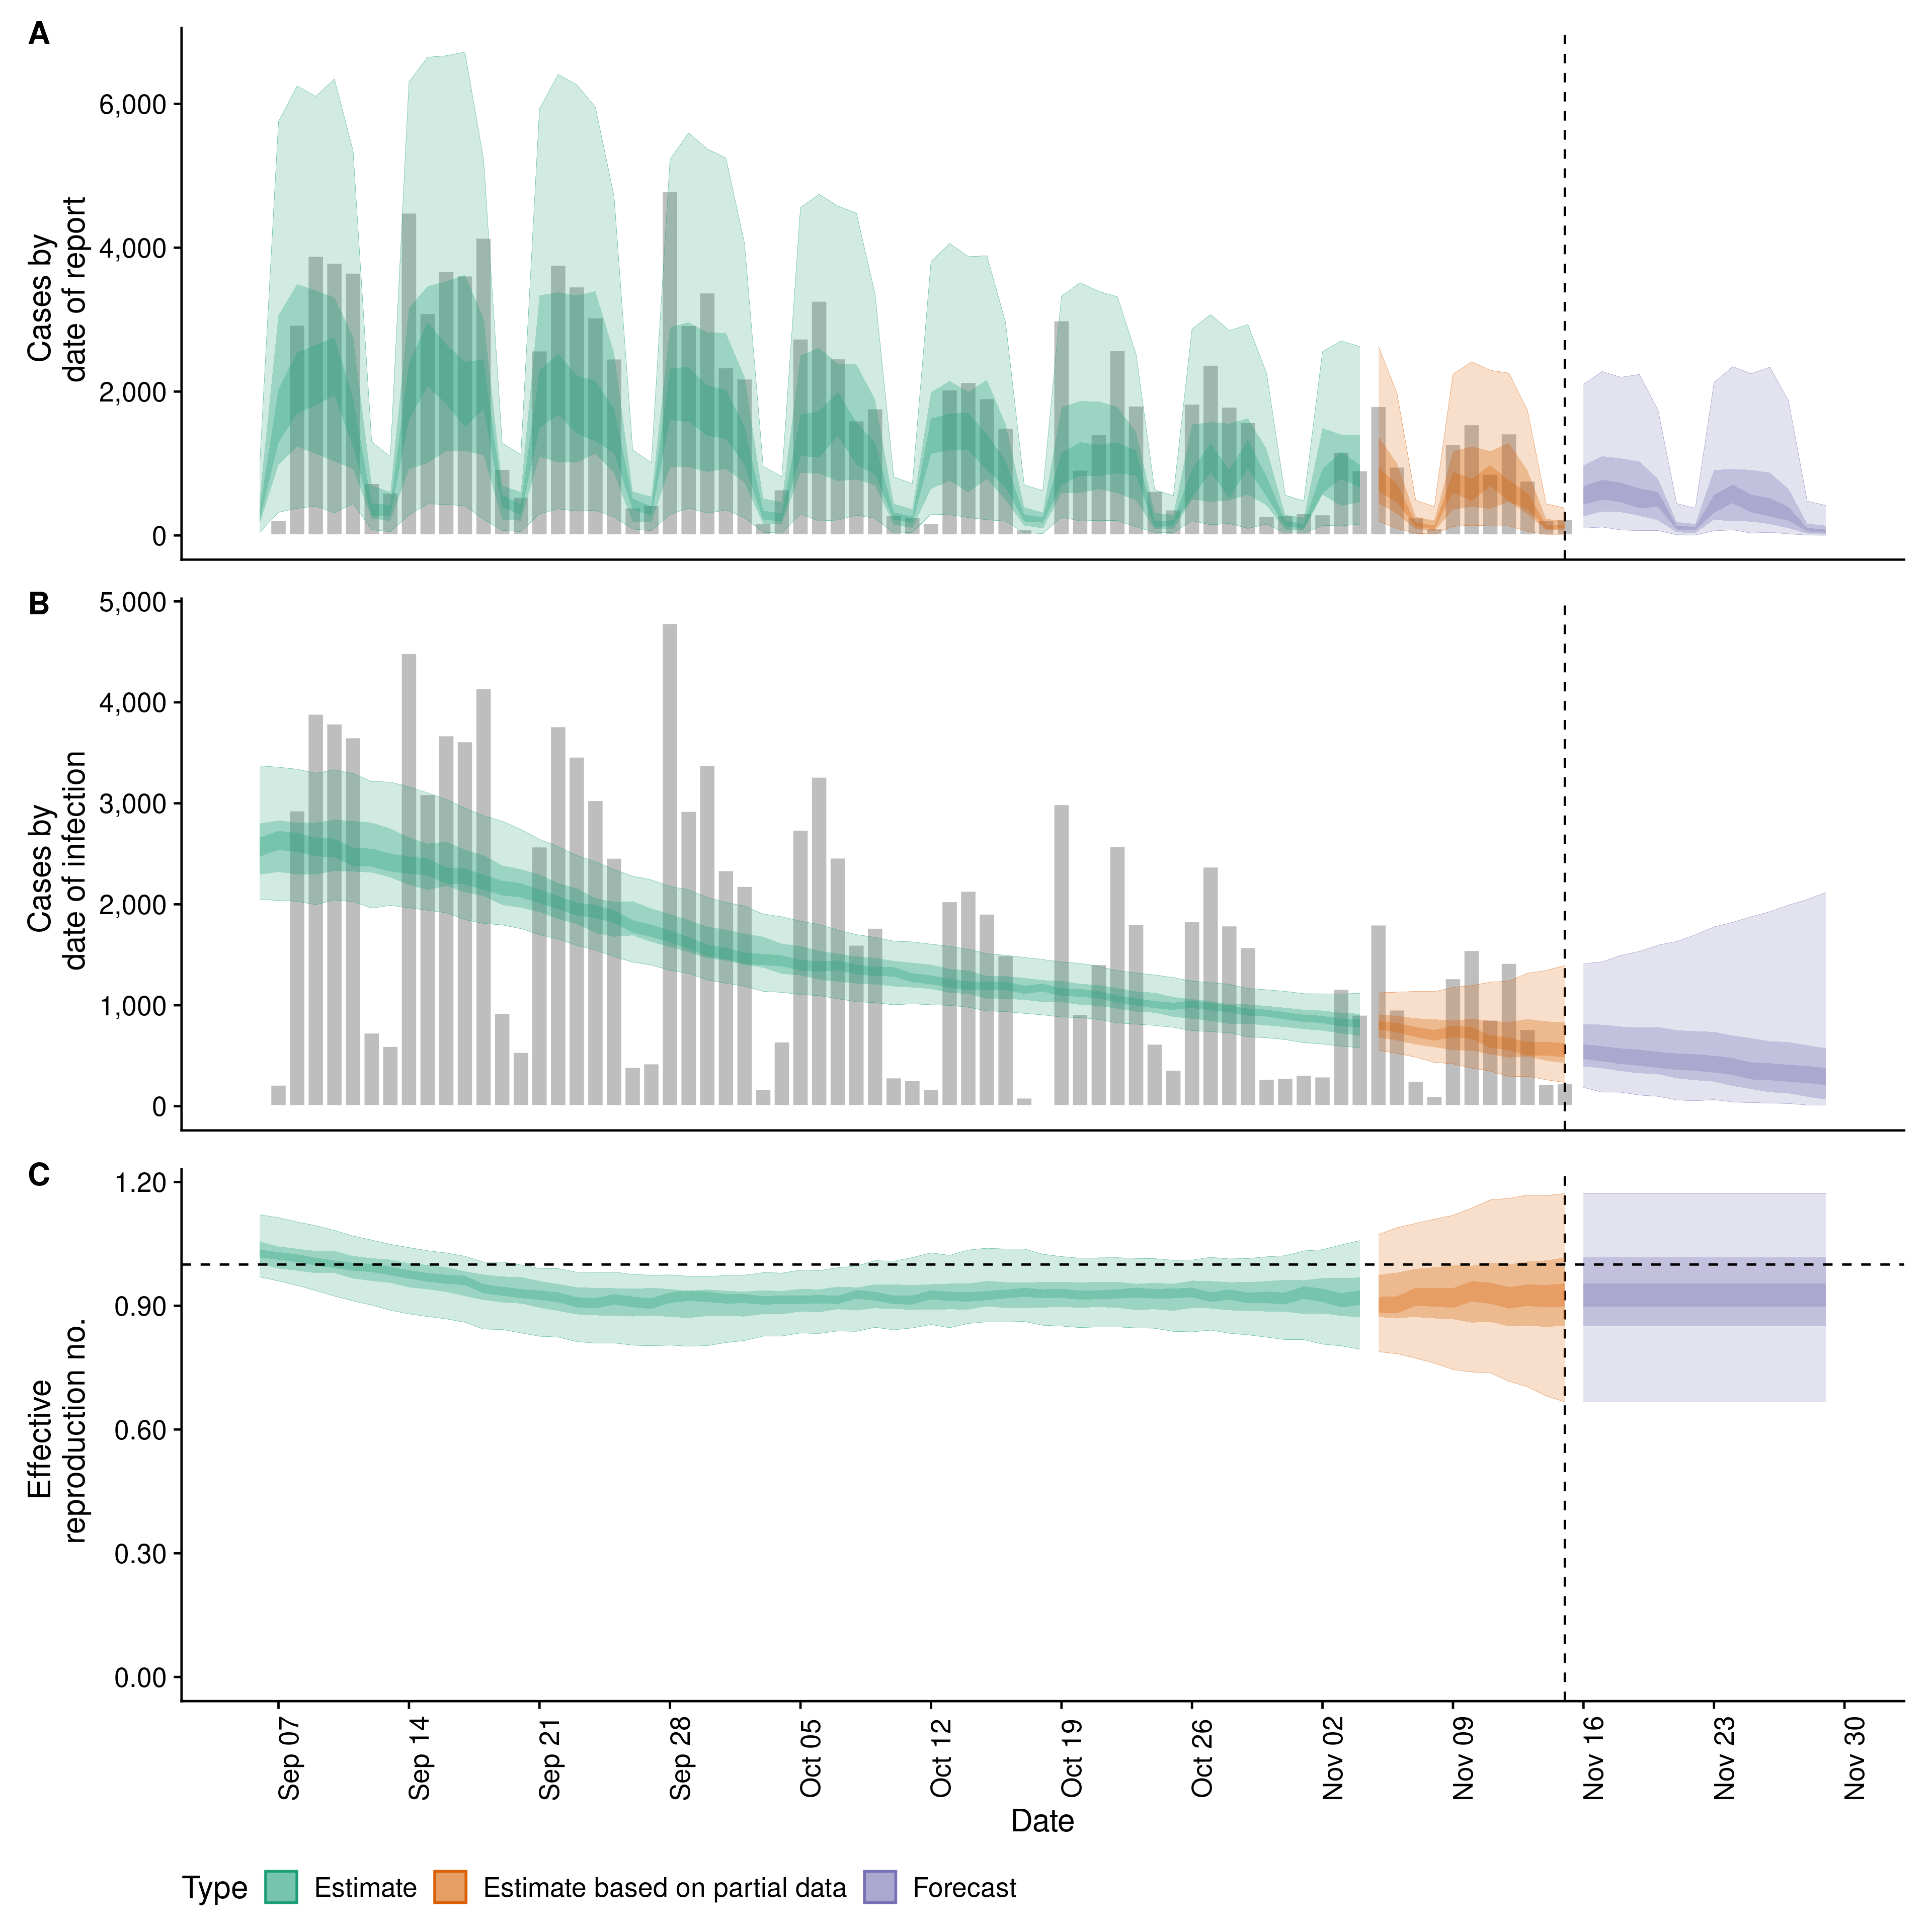 A
Cases by
date of report
6,000
4,000
2,000
0
B
Cases by
date of infection
5,000
4,000
3,000
2,000
1,000
0
C
Effective
reproduction no.
1.20
0.90
0.60
0.30
0.00
Sep 07
Sep 14
Sep 21
Sep 28
Oct 05
Oct 12
Oct 19
Oct 26
Nov 02
Nov 09
Nov 16
Nov 23
Nov 30
Date
Type Estimate Estimate based on partial data Forecast